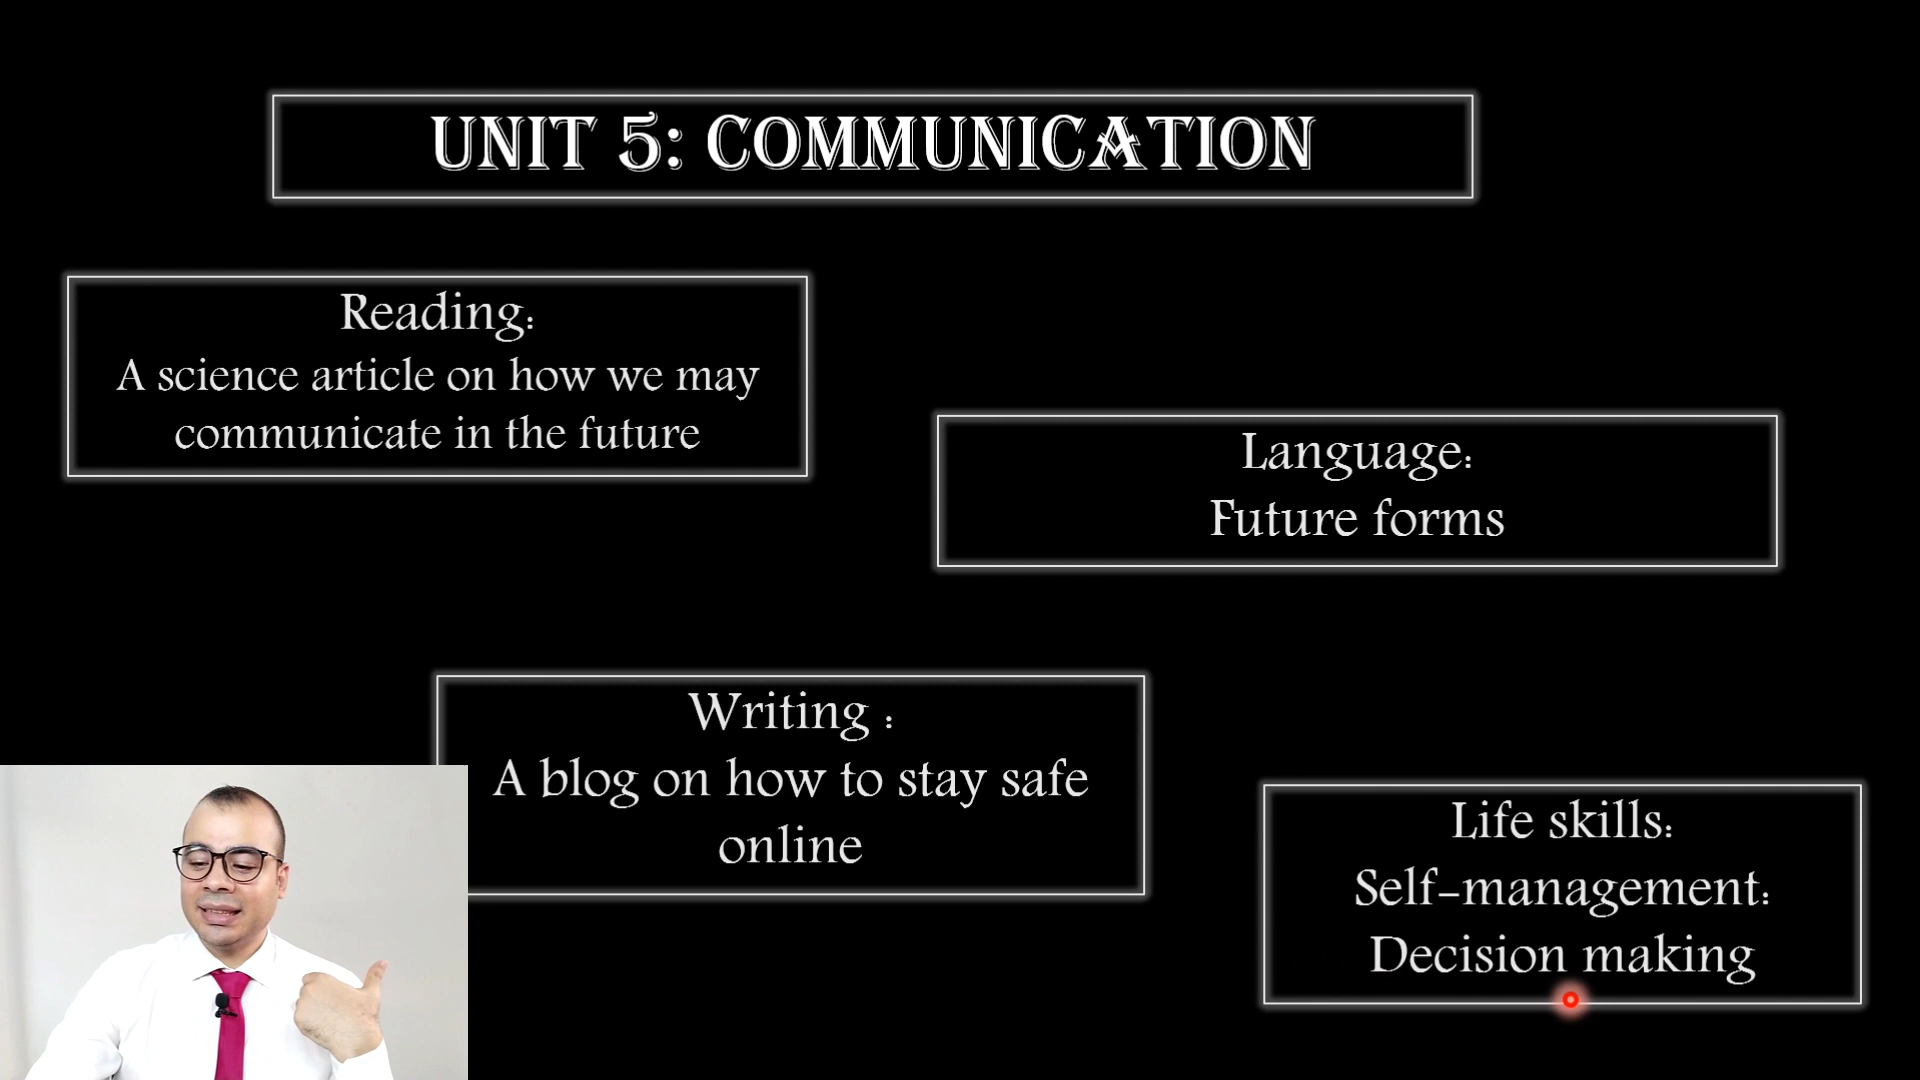 UNIT 5: COMMUNICATION
Reading:
A science article on how we may
communicate in the future
Language:
Future forms
Writing :
A blog on how to stay safe
online
Life skills:
Self-management:
Decision making